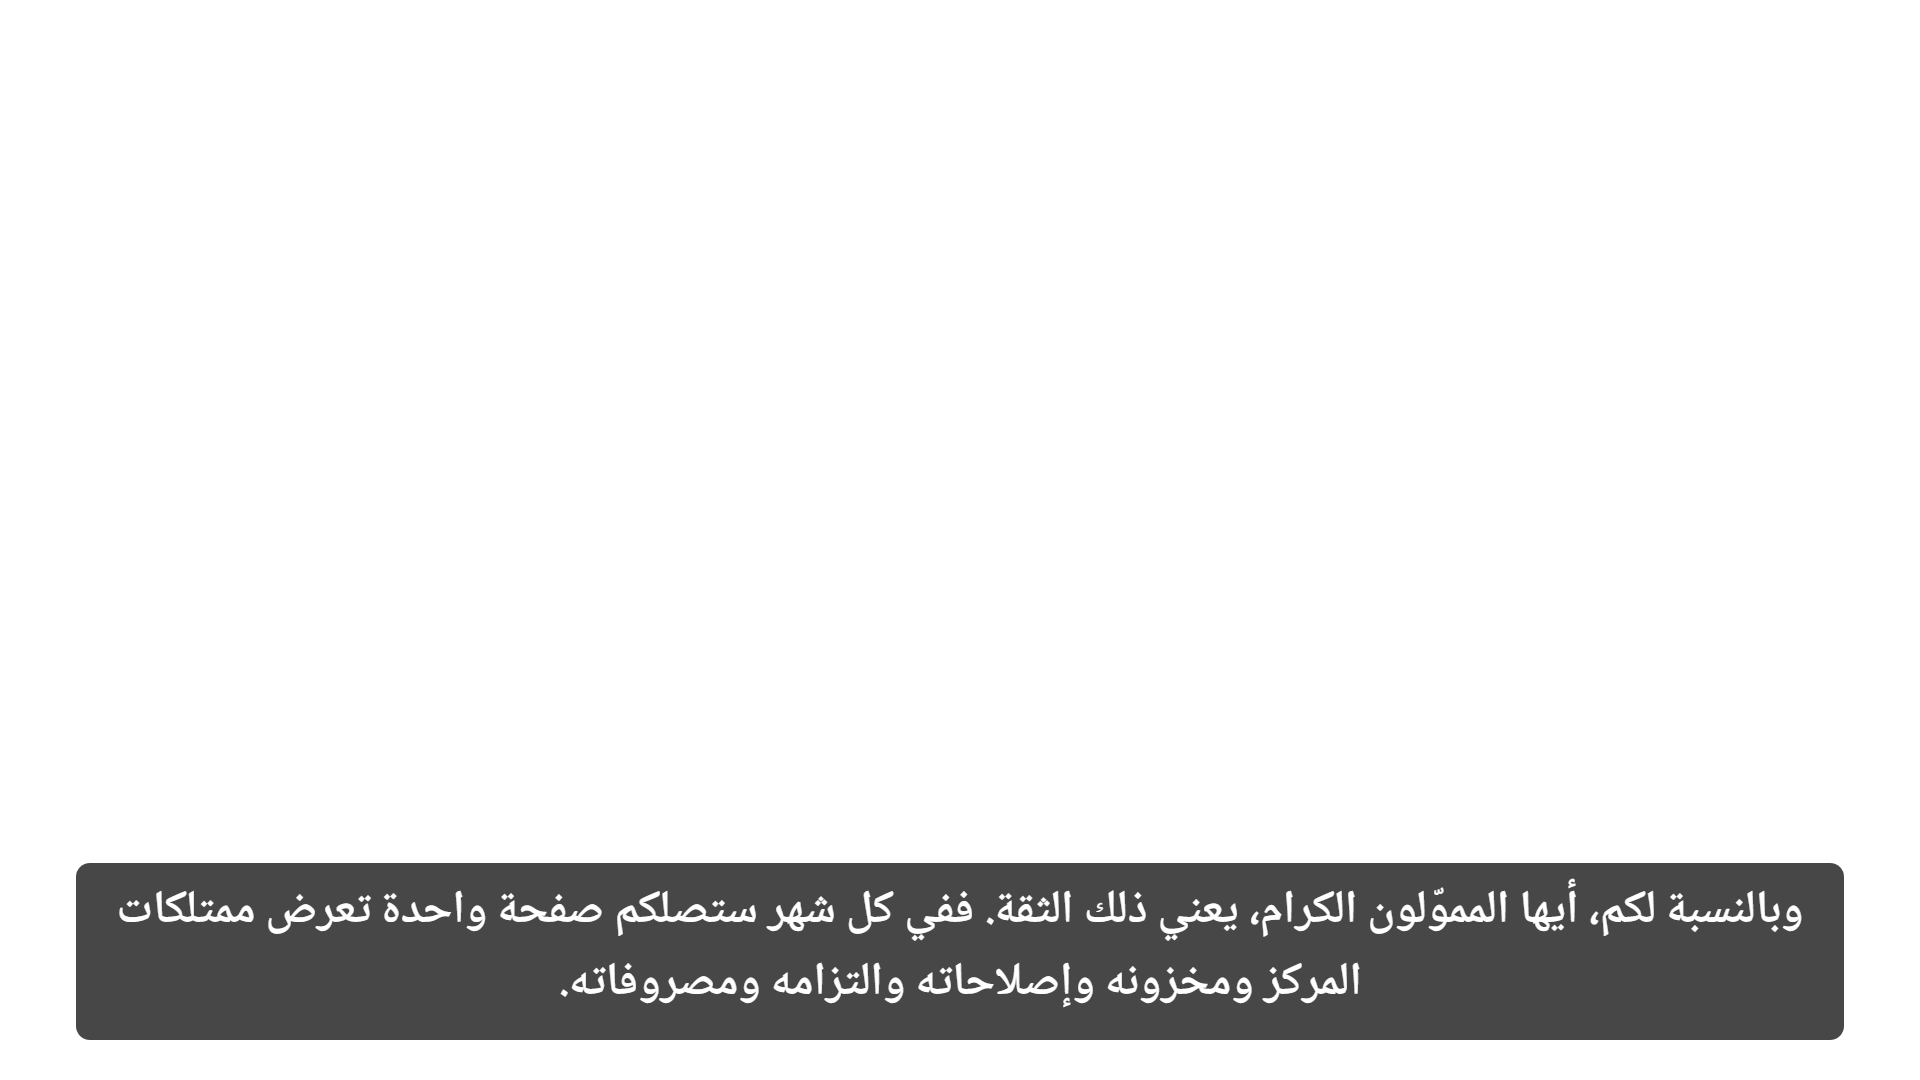 وبالنسبة لكم، أيها المموّلون الكرام، يعني ذلك الثقة. ففي كل شهر ستصلكم صفحة واحدة تعرض ممتلكات
المركز ومخزونه وإصلاحاته والتزامه ومصروفاته.